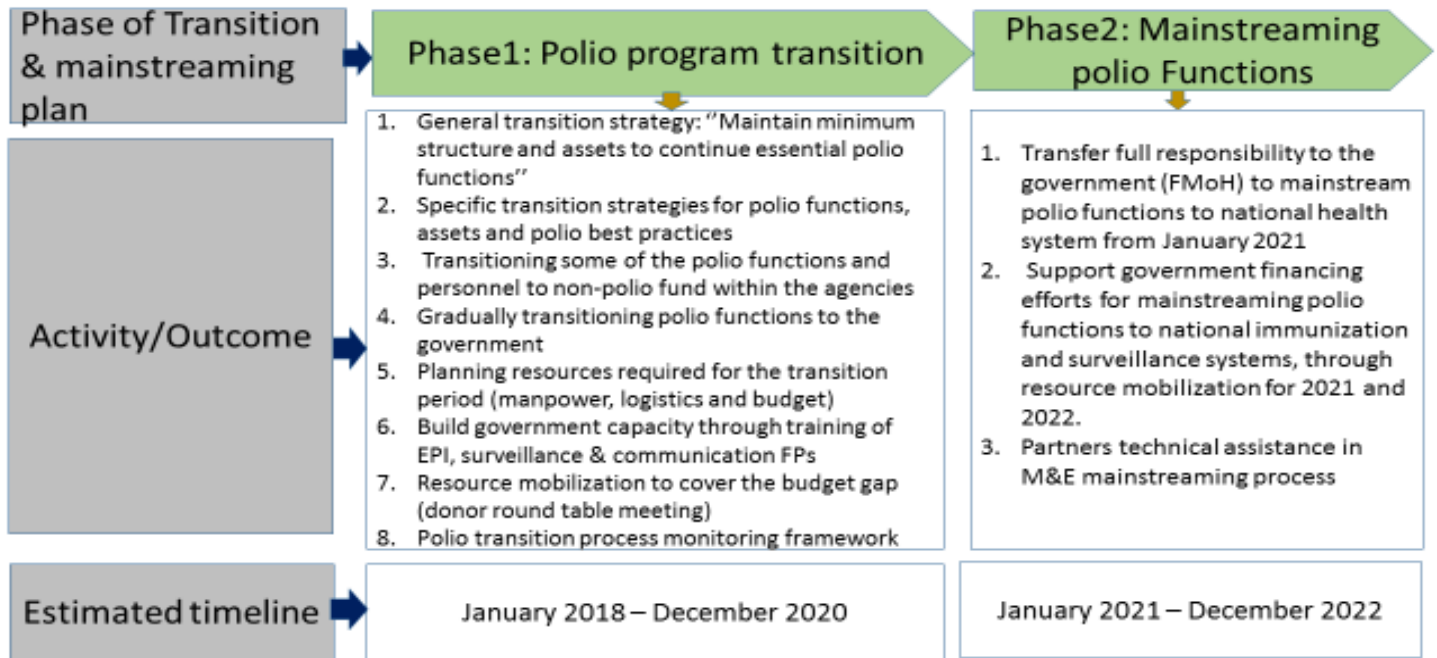 Phase of Transition
& mainstreaming
plan
Phase1: Polio program transition
Phase2: Mainstreaming
polio Functions
Activity/Outcome
1. General transition strategy: ‘‘Maintain minimum
structure and assets to continue essential polio
functions’’
2. Specific transition strategies for polio functions,
assets and polio best practices
3. Transitioning some of the polio functions and
personnel to non-polio fund within the agencies
4. Gradually transitioning polio functions to the
government
5. Planning resources required for the transition
period (manpower, logistics and budget)
6. Build government capacity through training of
EPI, surveillance & communication FPs
7. Resource mobilization to cover the budget gap
(donor round table meeting)
8. Polio transition process monitoring framework
1. Transfer full responsibility to the
government (FMoH) to mainstream
polio functions to national health
system from January 2021
2. Support government financing
efforts for mainstreaming polio
functions to national immunization
and surveillance systems, through
resource mobilization for 2021 and
2022.
3. Partners technical assistance in
M&E mainstreaming process
Estimated timeline
January 2018 – December 2020
January 2021 – December 2022